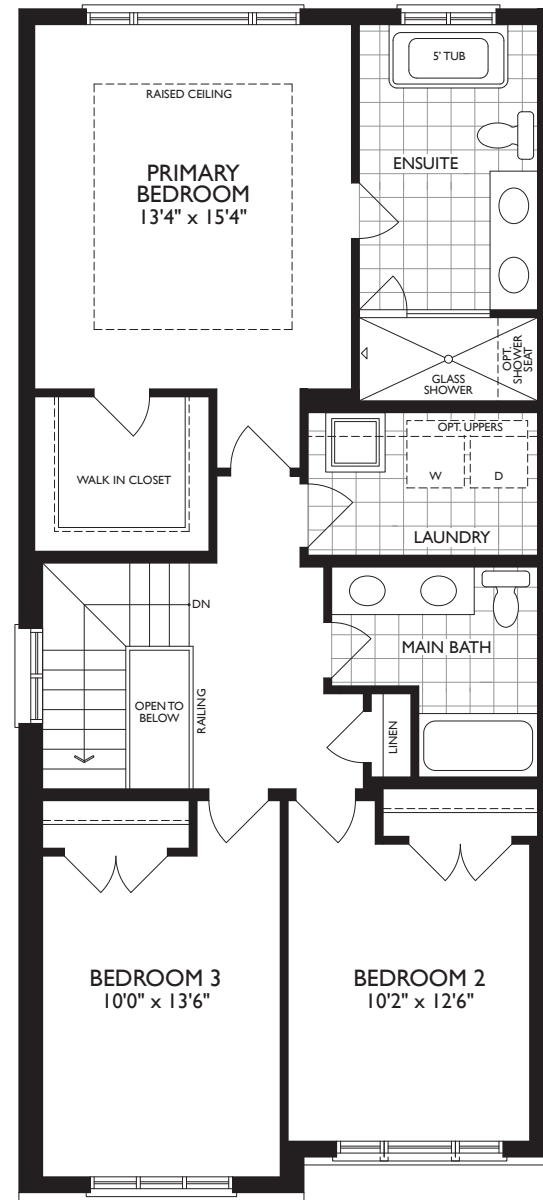 5' TUB
RAISED CEILING
PRIMARY
BEDROOM
13'4" x 15'4"
ENSUITE
OPT.
SHOWER
SEAT
GLASS
SHOWER
OPT. UPPERS
W
D
WALK IN CLOSET
LAUNDRY
DN
MAIN BATH
OPEN TO
BELOW
RAILING
LINEN
BEDROOM 3
10'0" x 13'6"
BEDROOM 2
10'2" x 12'6"